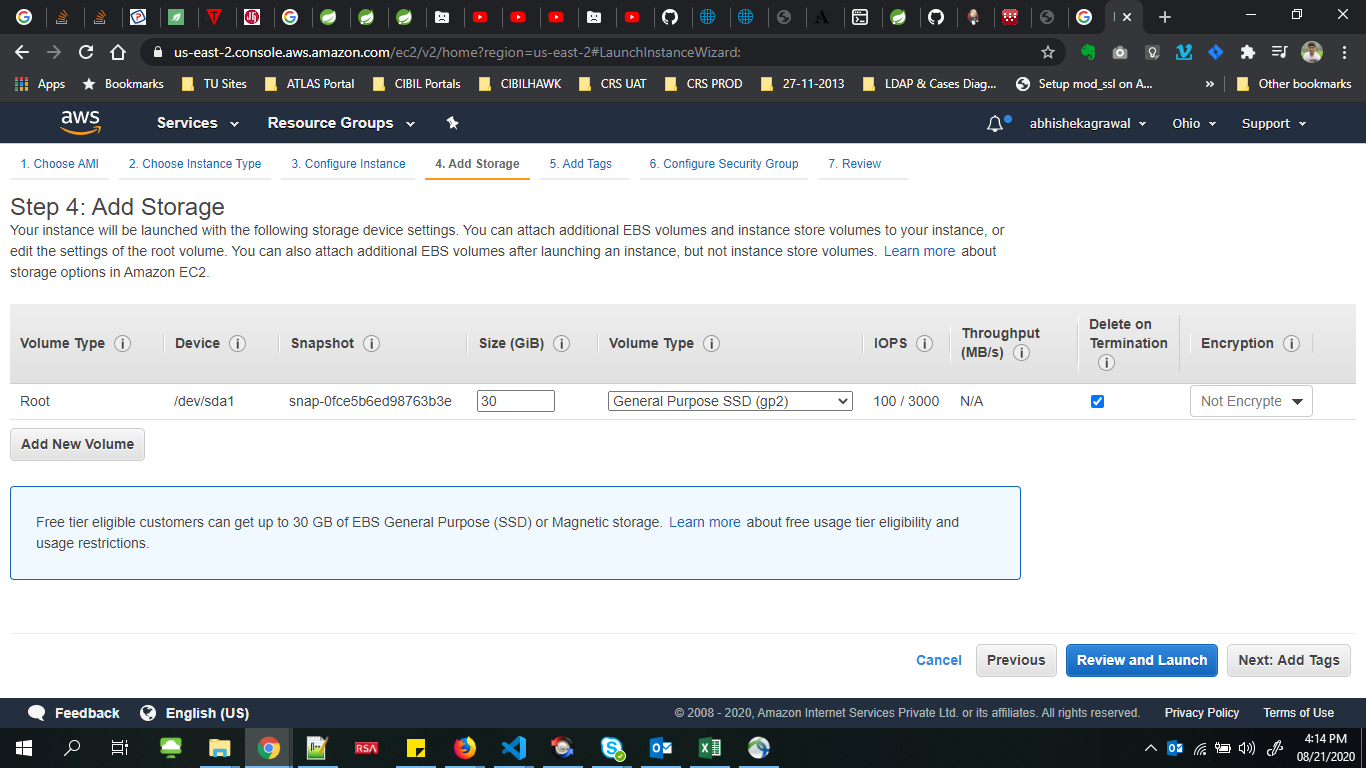 us-east-2.console.aws.amazon.com/ec2/v2/home?region=us-east-2#LaunchInstanceWizard:
Apps Bookmarks TU Sites ATLAS Portal CIBIL Portals CIBILHAWK CRS UAT CRS PROD 27-11-2013 LDAP & Cases Diag... Setup mod_ssl on A... » Other bookmarks
aws Services Resource Groups abhishekagrawal Ohio Support
1. Choose AMI 2. Choose Instance Type 3. Configure Instance 4. Add Storage 5. Add Tags 6. Configure Security Group 7. Review
Step 4: Add Storage
Your instance will be launched with the following storage device settings. You can attach additional EBS volumes and instance store volumes to your instance, or
edit the settings of the root volume. You can also attach additional EBS volumes after launching an instance, but not instance store volumes. Learn more about
storage options in Amazon EC2.
Volume Type i Device i Snapshot i Size (GiB) i Volume Type i IOPS i Throughput (MB/s) i Delete on Termination i Encryption i
Root /dev/sda1 snap-0fce5b6ed98763b3e 30 General Purpose SSD (gp2) 100 / 3000 N/A Not Encrypte
Add New Volume
Free tier eligible customers can get up to 30 GB of EBS General Purpose (SSD) or Magnetic storage. Learn more about free usage tier eligibility and
usage restrictions.
Cancel Previous Review and Launch Next: Add Tags
Feedback English (US) © 2008 - 2020, Amazon Internet Services Private Ltd. or its affiliates. All rights reserved. Privacy Policy Terms of Use
RSA
4:14 PM
08/21/2020